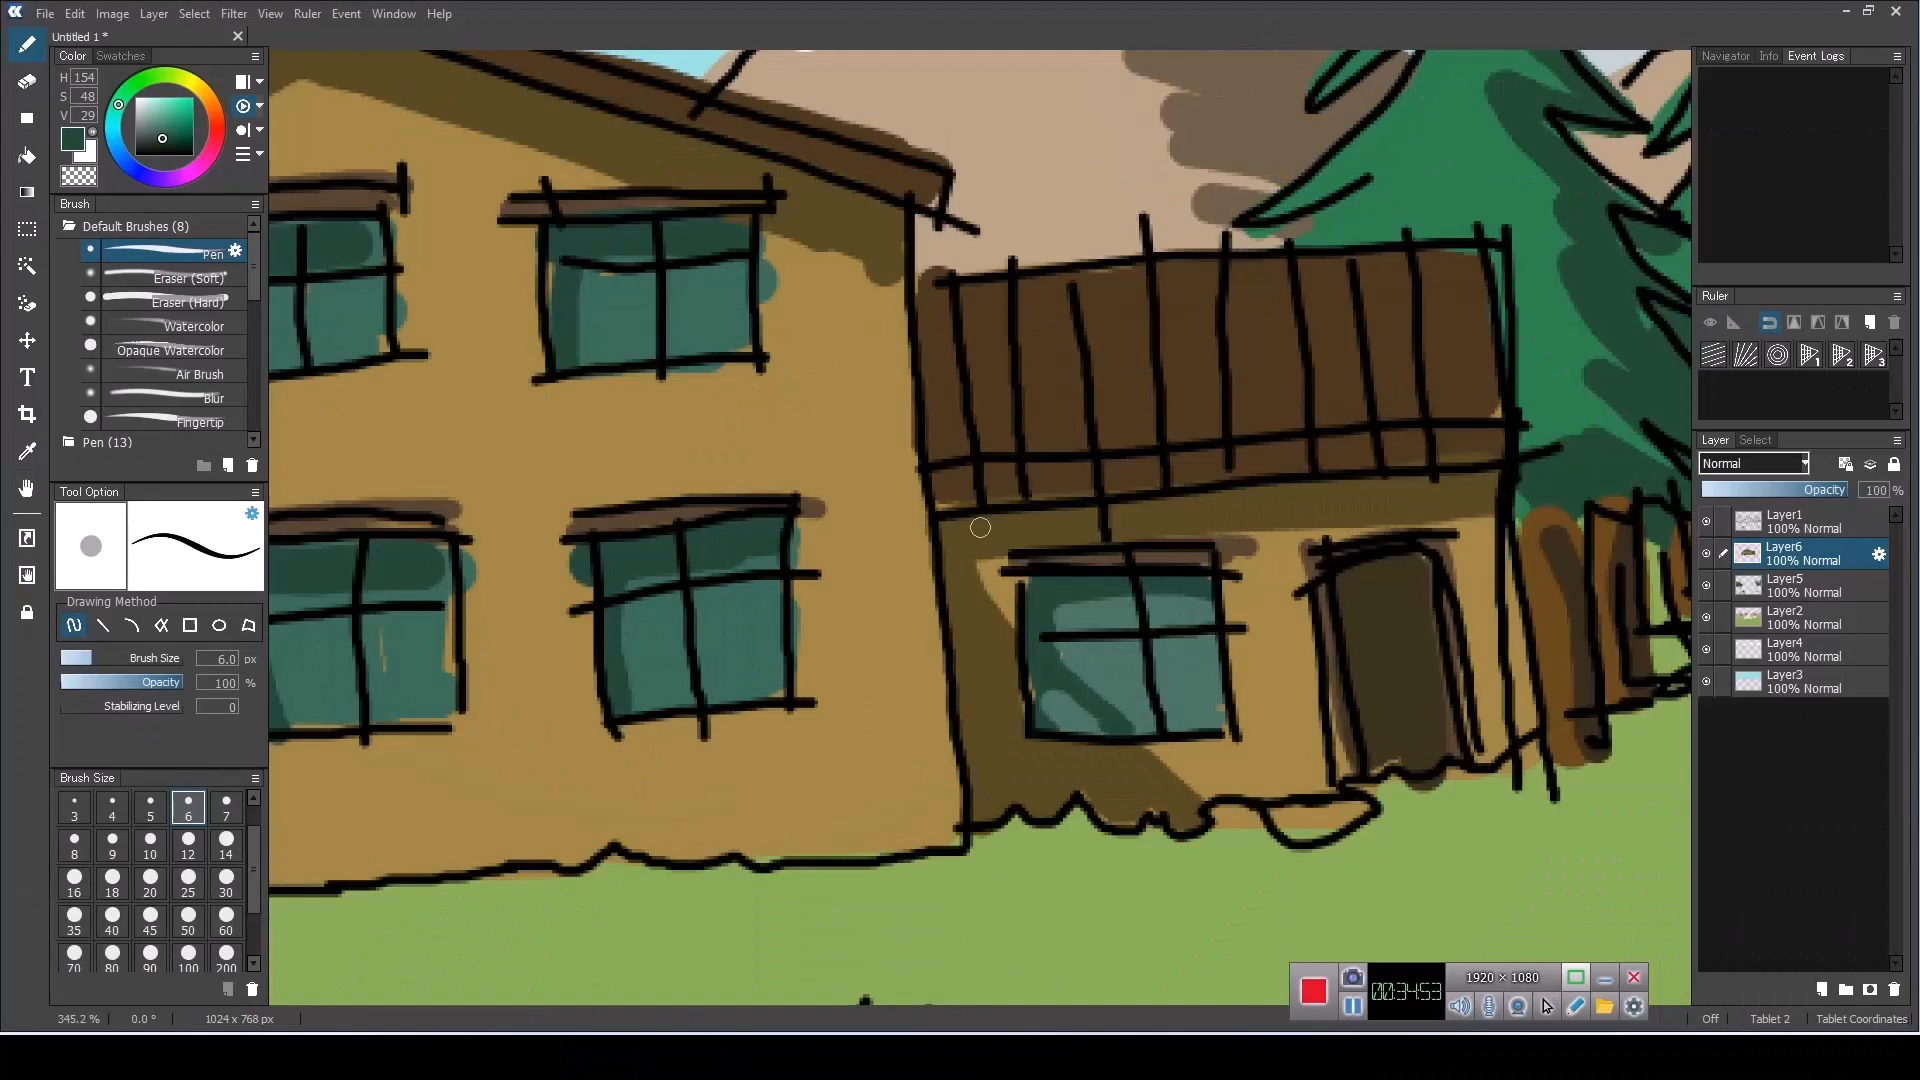 File Edit Image Layer Select Filter View Ruler Event Window Help
Untitled 1 *
Color Swatches
H 154
S 48
V 29
Brush
Default Brushes (8)
Pen
Eraser (Soft)
Eraser (Hard)
Watercolor
Opaque Watercolor
Air Brush
Blur
Fingertip
Pen (13)
Tool Option
Drawing Method
Brush Size 6.0 px
Opacity 100 %
Stabilizing Level 0
Brush Size
3 4 5 6 7
8 9 10 12 14
16 18 20 25 30
35 40 45 50 60
70 80 90 100 200
345.2 % 0.0 ° 1024 x 768 px
Navigator Info Event Logs
Ruler
1 2 3
Layer Select
Normal
Opacity 100 %
Layer1
100% Normal
Layer6
100% Normal
Layer5
100% Normal
Layer2
100% Normal
Layer4
100% Normal
Layer3
100% Normal
00:34:53
1920 × 1080
Off Tablet 2 Tablet Coordinates